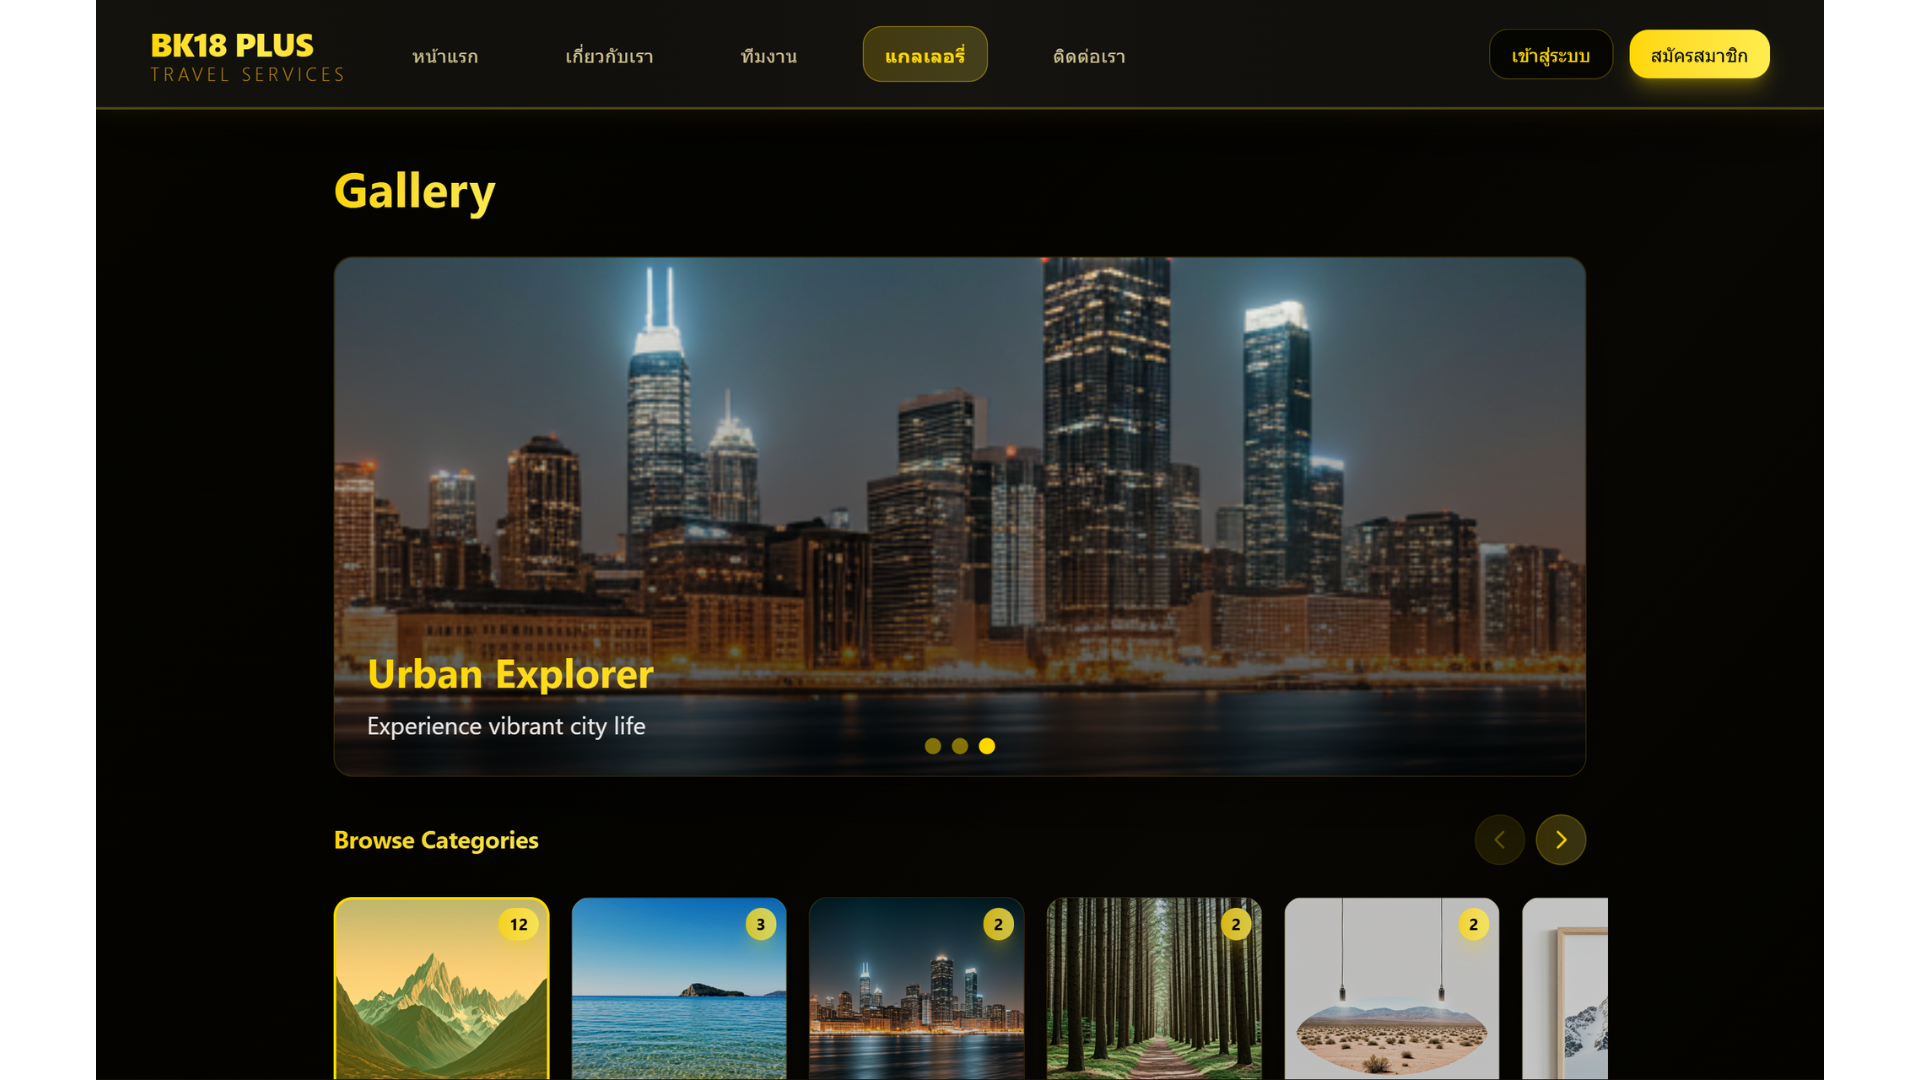 BK18 PLUS
TRAVEL SERVICES
หน้าแรก
เกี่ยวกับเรา
ทีมงาน
แกลเลอรี่
ติดต่อเรา
เข้าสู่ระบบ
สมัครสมาชิก
Gallery
Urban Explorer
Experience vibrant city life
Browse Categories
12
3
2
2
2